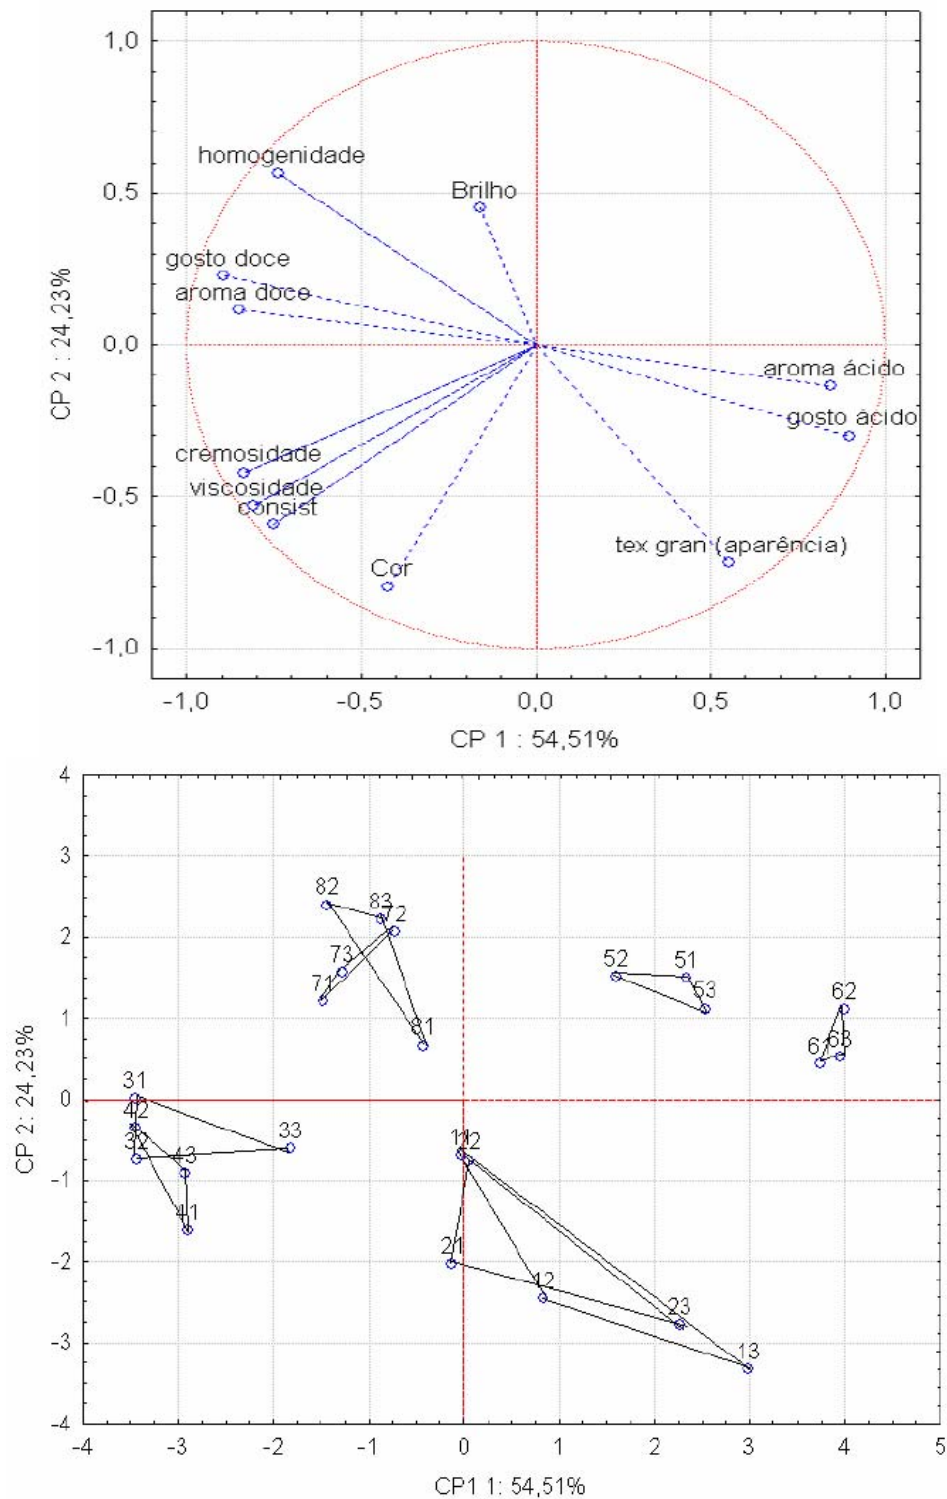 1,0
homogenidade
Brilho
0,5
gosto doce
aroma doce
CP 2 : 24,23%
0,0
aroma ácido
gosto ácido
cremosidade
viscosidade
consist
-0,5
tex gran (aparência)
Cor
-1,0
-1,0 -0,5 0,0 0,5 1,0
CP 1 : 54,51%
4
3
82
83
72
2
73
52 51
71
53
62
1
81
61 63
CP 2: 24,23%
31
0
42
32 43
33
11
-1
41
21
-2
12
23
13
-3
-4
-4 -3 -2 -1 0 1 2 3 4 5
CP1 1: 54,51%